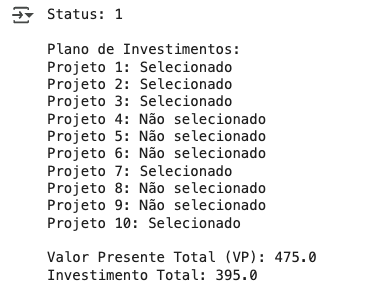 Status: 1
Plano de Investimentos:
Projeto 1: Selecionado
Projeto 2: Selecionado
Projeto 3: Selecionado
Projeto 4: Não selecionado
Projeto 5: Não selecionado
Projeto 6: Não selecionado
Projeto 7: Selecionado
Projeto 8: Não selecionado
Projeto 9: Não selecionado
Projeto 10: Selecionado
Valor Presente Total (VP): 475.0
Investimento Total: 395.0